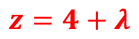 z = 4 + λ